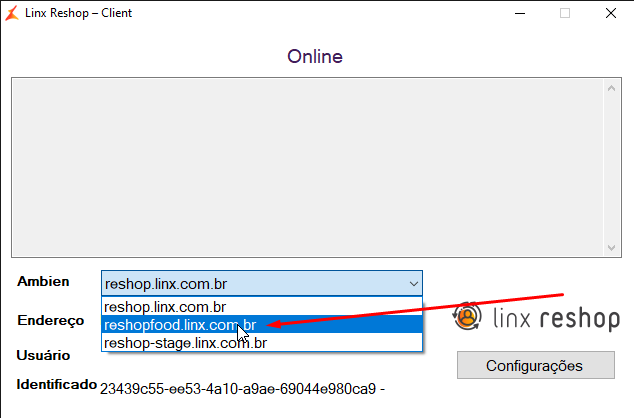 Linx Reshop – Client
Online
Ambien
reshop.linx.com.br
reshop.linx.com.br
Endereço
reshopfood.linx.com.br
reshop-stage.linx.com.br
linx reshop
Usuário
Configurações
Identificado
23439c55-ee53-4a10-a9ae-69044e980ca9 -